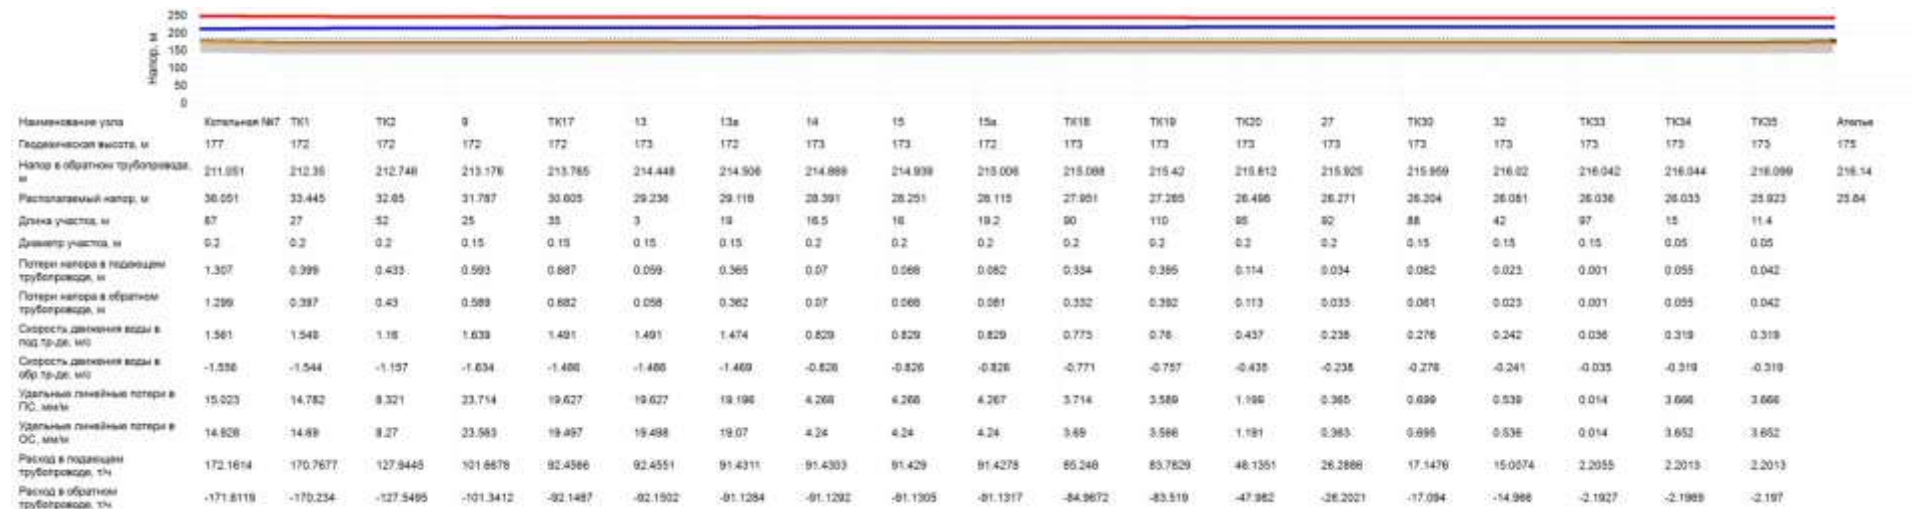 250
200
150
100
50
0
Напор, м
Наименование узла Котельная №7 ТК1 ТК2 9 ТК17 13 13а 14 15 15а ТК18 ТК19 ТК20 27 ТК30 32 ТК33 ТК34 ТК35 Ателье
Геодезическая высота, м 177 172 172 172 172 173 172 173 173 172 173 173 173 173 173 173 173 173 173 175
Напор в обратном трубопроводе, м 211.051 212.35 212.746 213.176 213.765 214.448 214.506 214.869 214.939 215.006 215.088 215.42 215.812 215.925 215.959 216.02 216.042 216.044 216.099 216.14
Располагаемый напор, м 36.051 33.445 32.65 31.787 30.605 29.236 29.118 28.391 28.251 28.115 27.951 27.285 26.498 26.271 26.204 26.081 26.036 26.033 25.923 25.84
Длина участка, м 87 27 52 25 35 3 19 16.5 16 19.2 90 110 95 92 88 42 97 15 11.4
Диаметр участка, м 0.2 0.2 0.2 0.15 0.15 0.15 0.15 0.2 0.2 0.2 0.2 0.2 0.2 0.2 0.15 0.15 0.15 0.05 0.05
Потери напора в подающем
трубопроводе, м 1.307 0.399 0.433 0.593 0.687 0.059 0.365 0.07 0.068 0.082 0.334 0.395 0.114 0.034 0.062 0.023 0.001 0.055 0.042
Потери напора в обратном
трубопроводе, м 1.299 0.397 0.43 0.589 0.682 0.058 0.362 0.07 0.068 0.081 0.332 0.392 0.113 0.033 0.061 0.023 0.001 0.055 0.042
Скорость движения воды в
под.тр-де, м/с 1.561 1.549 1.16 1.639 1.491 1.491 1.474 0.829 0.829 0.829 0.773 0.76 0.437 0.238 0.276 0.242 0.036 0.319 0.319
Скорость движения воды в
обр.тр-де, м/с -1.556 -1.544 -1.157 -1.634 -1.486 -1.486 -1.469 -0.826 -0.826 -0.826 -0.771 -0.757 -0.435 -0.238 -0.276 -0.241 -0.035 -0.319 -0.319
Удельные линейные потери в
ПС, мм/м 15.023 14.782 8.321 23.714 19.627 19.627 19.196 4.268 4.268 4.267 3.714 3.589 1.199 0.365 0.699 0.539 0.014 3.666 3.666
Удельные линейные потери в
ОС, мм/м 14.928 14.69 8.27 23.563 19.497 19.498 19.07 4.24 4.24 4.24 3.69 3.566 1.191 0.363 0.695 0.536 0.014 3.652 3.652
Расход в подающем
трубопроводе, т/ч 172.1614 170.7677 127.9445 101.6678 92.4566 92.4551 91.4311 91.4303 91.429 91.4278 85.248 83.7829 48.1351 26.2886 17.1476 15.0074 2.2055 2.2013 2.2013
Расход в обратном
трубопроводе, т/ч -171.6119 -170.234 -127.5495 -101.3412 -92.1487 -92.1502 -91.1284 -91.1292 -91.1305 -91.1317 -84.9672 -83.519 -47.982 -26.2021 -17.094 -14.966 -2.1927 -2.1969 -2.197